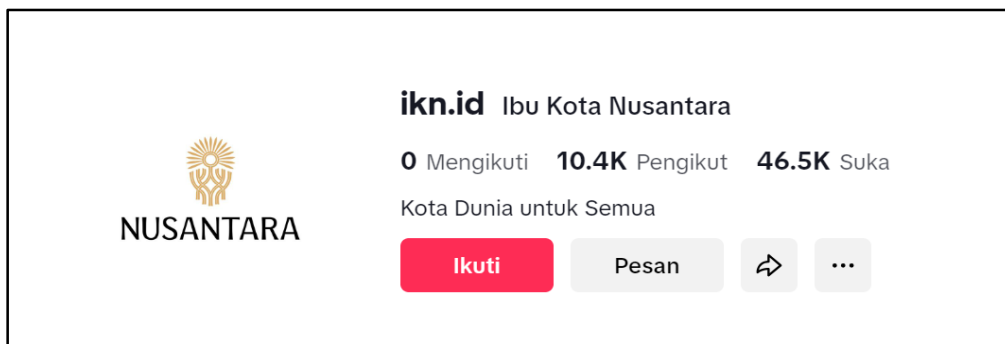 NUSANTARA
ikn.id Ibu Kota Nusantara
0 Mengikuti 10.4K Pengikut 46.5K Suka
Kota Dunia untuk Semua
Ikuti Pesan